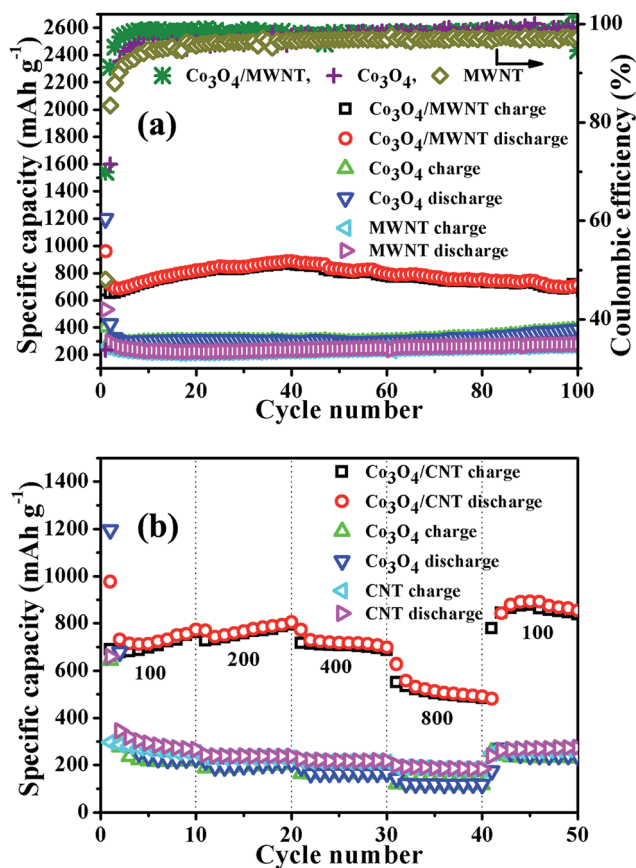 2600
2400
2200
2000
1800
1600
1400
1200
1000
800
600
400
200
Specific capacity (mAh g⁻¹)
100
80
60
40
Coulombic efficiency (%)
Co₃O₄/MWNT, Co₃O₄, MWNT
(a)
Co₃O₄/MWNT charge
Co₃O₄/MWNT discharge
Co₃O₄ charge
Co₃O₄ discharge
MWNT charge
MWNT discharge
0 20 40 60 80 100
Cycle number
1400
1200
1000
800
600
400
200
0
Specific capacity (mAh g⁻¹)
(b)
Co₃O₄/CNT charge
Co₃O₄/CNT discharge
Co₃O₄ charge
Co₃O₄ discharge
CNT charge
CNT discharge
100
200
400
800
100
0 10 20 30 40 50
Cycle number